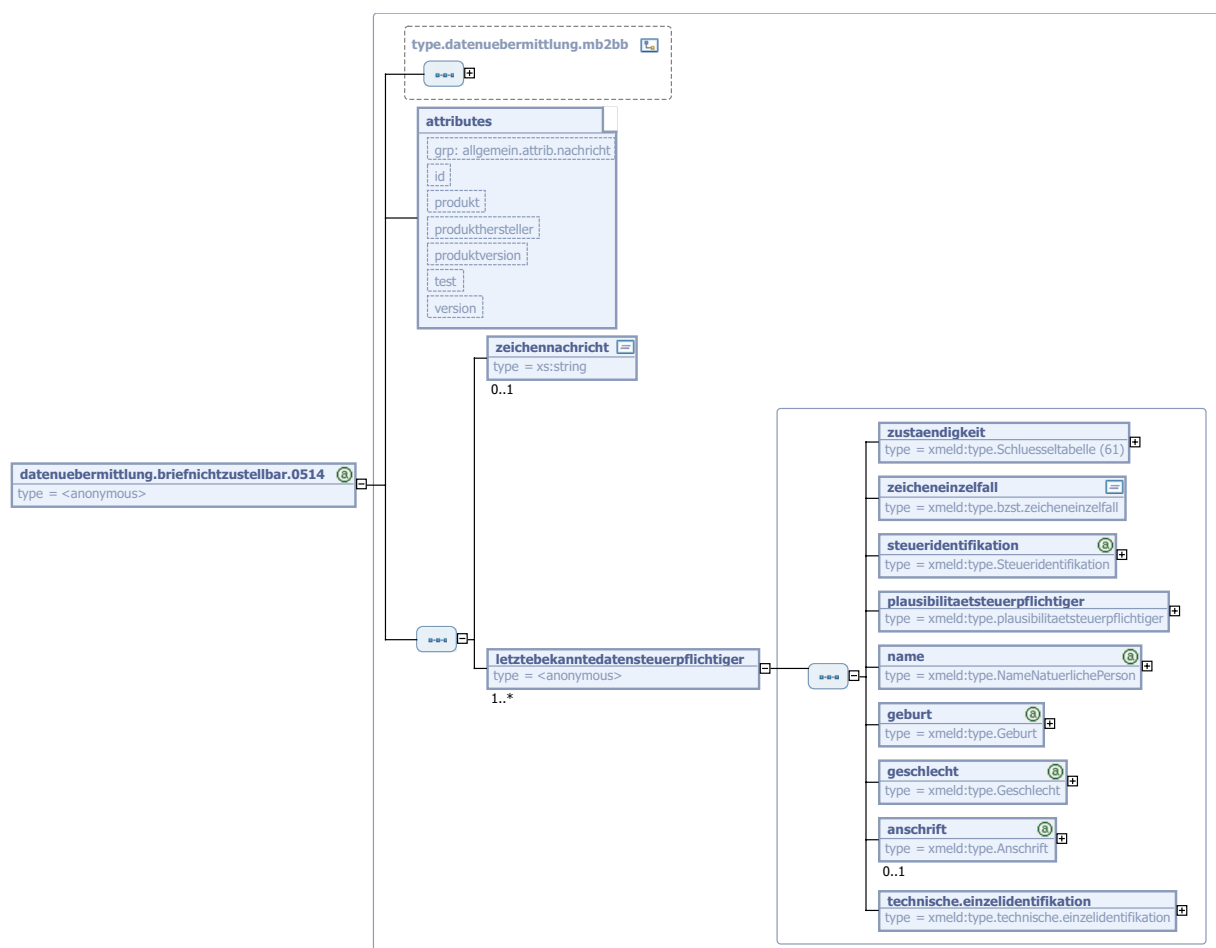 type.datenuebermittlung.mb2bb
attributes
grp: allgemein.attrib.nachricht
id
produkt
produkthersteller
produktversion
test
version
zeichennachricht
type = xs:string
0..1
datenuebermittlung.briefnichtzustellbar.0514 a
type = <anonymous>
letztebekanntedatensteuerpflichtiger
type = <anonymous>
1..*
zustaendigkeit
type = xmeld:type.Schluesseltabelle (61)
zeicheneinzelfall
type = xmeld:type.bzst.zeicheneinzelfall
steueridentifikation a
type = xmeld:type.Steueridentifikation
plausibilitaetsteuerpflichtiger
type = xmeld:type.plausibilitaetsteuerpflichtiger
name a
type = xmeld:type.NameNatuerlichePerson
geburt a
type = xmeld:type.Geburt
geschlecht a
type = xmeld:type.Geschlecht
anschrift a
type = xmeld:type.Anschrift
0..1
technische.einzelidentifikation
type = xmeld:type.technische.einzelidentifikation